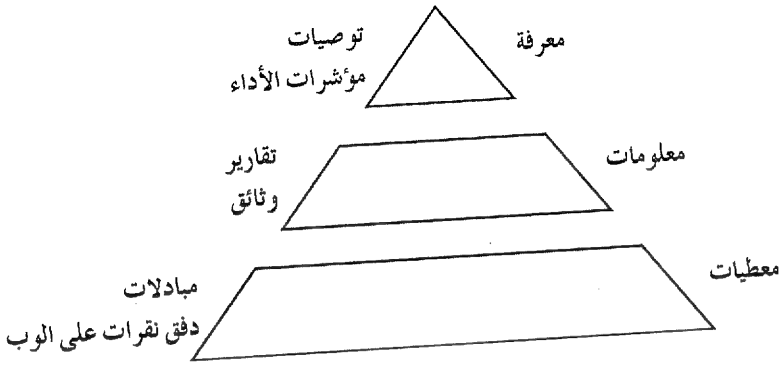 معرفة
توصيات
مؤشرات الأداء
معلومات
تقارير
وثائق
معطيات
مبادلات
دفق نقرات على الوب